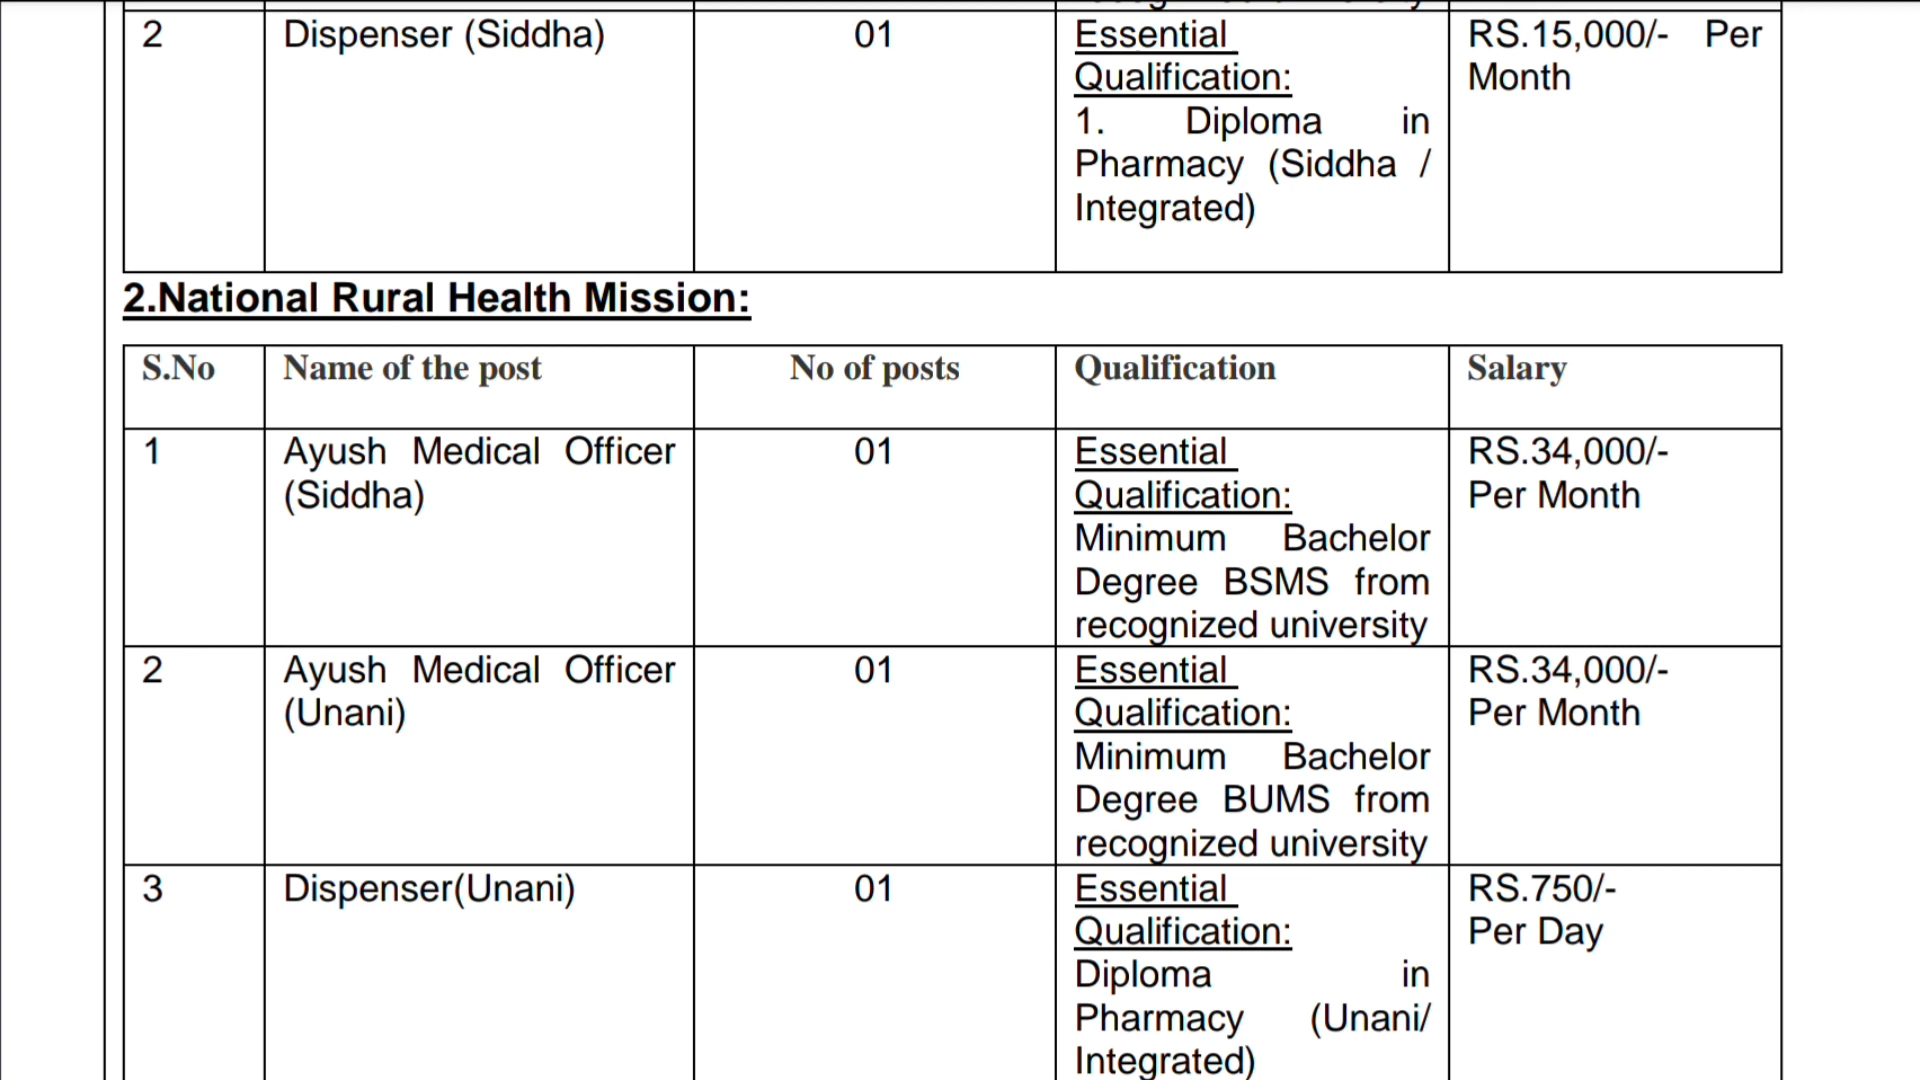 2 Dispenser (Siddha) 01 Essential RS.15,000/- Per
Qualification: Month
1. Diploma in
Pharmacy (Siddha /
Integrated)
2.National Rural Health Mission:
S.No Name of the post No of posts Qualification Salary
1 Ayush Medical Officer 01 Essential RS.34,000/-
(Siddha) Qualification: Per Month
Minimum Bachelor
Degree BSMS from
recognized university
2 Ayush Medical Officer 01 Essential RS.34,000/-
(Unani) Qualification: Per Month
Minimum Bachelor
Degree BUMS from
recognized university
3 Dispenser(Unani) 01 Essential RS.750/-
Qualification: Per Day
Diploma in
Pharmacy (Unani/
Integrated)